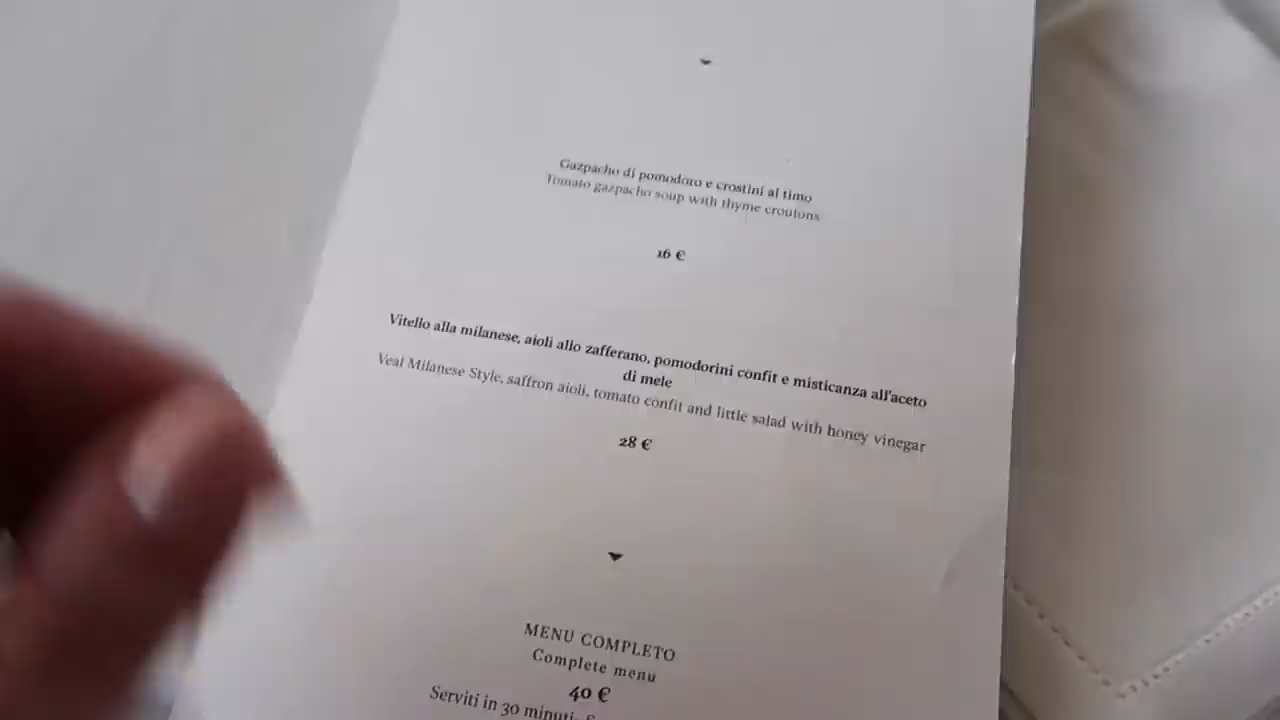 Gazpacho di pomodoro e crostini al timo
Tomato gazpacho soup with thyme croutons
16 €
Vitello alla milanese, aioli allo zafferano, pomodorini confit e misticanza all'aceto
di mele
Veal Milanese Style, saffron aioli, tomato confit and little salad with honey vinegar
28 €
MENU COMPLETO
Complete menu
40 €
Serviti in 30 minuti